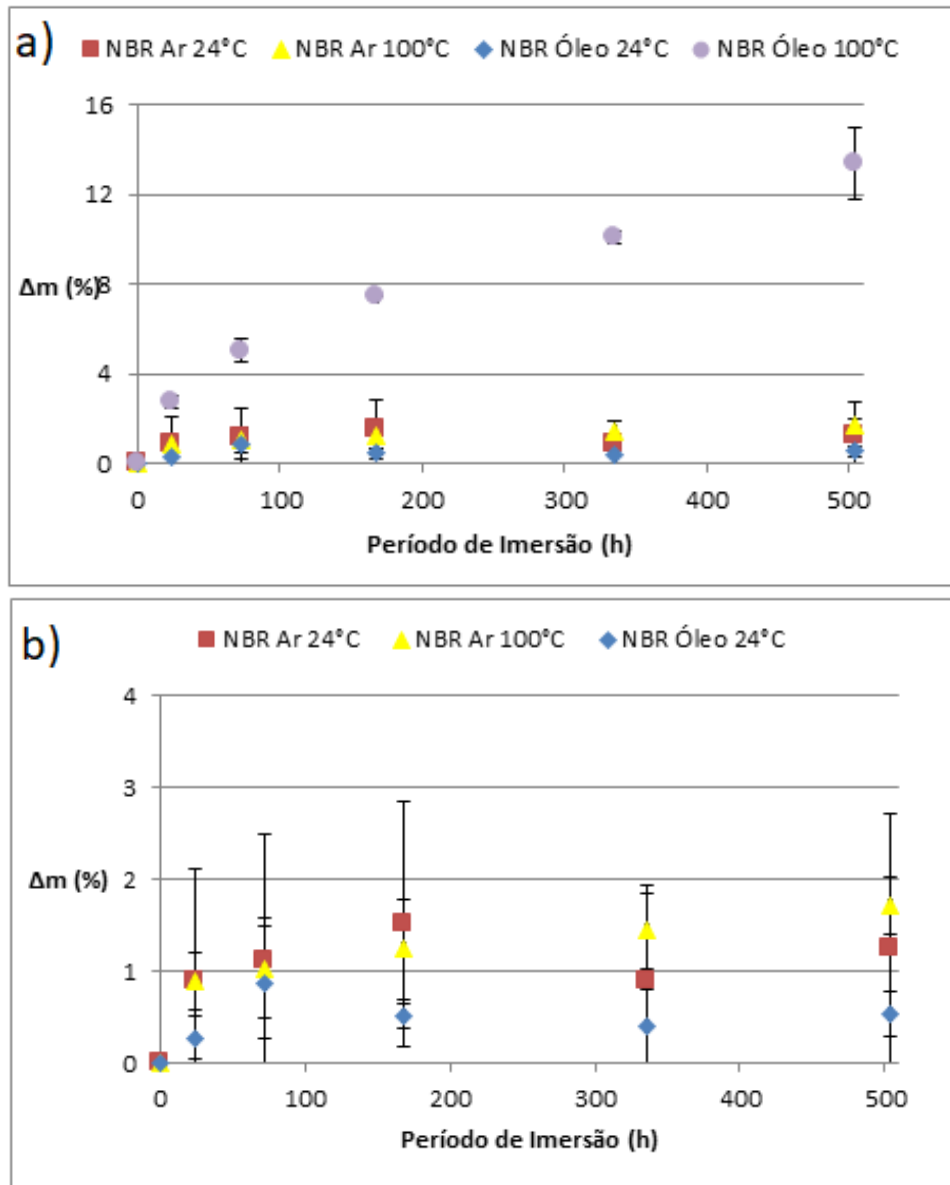 a)
NBR Ar 24°C NBR Ar 100°C NBR Óleo 24°C NBR Óleo 100°C
16
12
Δm (%) 8
4
0
0 100 200 300 400 500
Período de Imersão (h)
b)
NBR Ar 24°C NBR Ar 100°C NBR Óleo 24°C
4
3
Δm (%) 2
1
0
0 100 200 300 400 500
Período de Imersão (h)